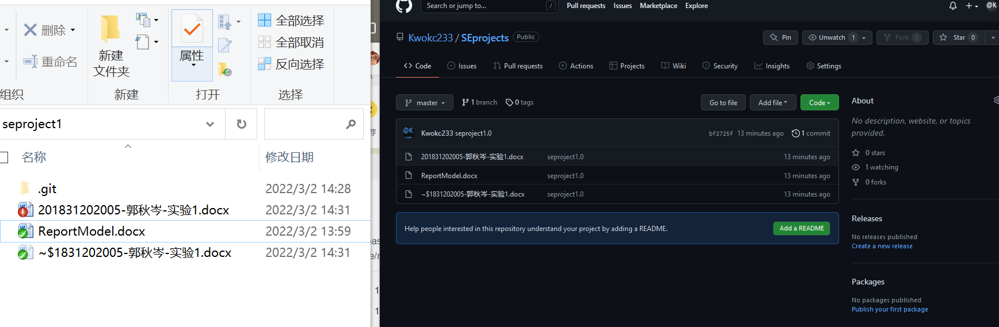 删除
重命名
组织
新建
文件夹
新建
属性
打开
全部选择
全部取消
反向选择
选择
seproject1
名称
修改日期
.git 2022/3/2 14:28
201831202005-郭秋岑-实验1.docx 2022/3/2 14:31
ReportModel.docx 2022/3/2 13:59
~$1831202005-郭秋岑-实验1.docx 2022/3/2 14:31
荐
Search or jump to... /
Pull requests Issues Marketplace Explore
@K
Kwokc233 / SEprojects Public
Pin Unwatch 1 Fork 0 Star 0
Code Issues Pull requests Actions Projects Wiki Security Insights Settings
master 1 branch 0 tags Go to file Add file Code
@K
Kwokc233 seproject1.0 bf2725f 13 minutes ago 1 commit
201831202005-郭秋岑-实验1.docx seproject1.0 13 minutes ago
ReportModel.docx seproject1.0 13 minutes ago
~$1831202005-郭秋岑-实验1.docx seproject1.0 13 minutes ago
Help people interested in this repository understand your project by adding a README. Add a README
About
No description, website, or topics
provided.
0 stars
1 watching
0 forks
Releases
No releases published
Create a new release
Packages
No packages published
Publish your first package